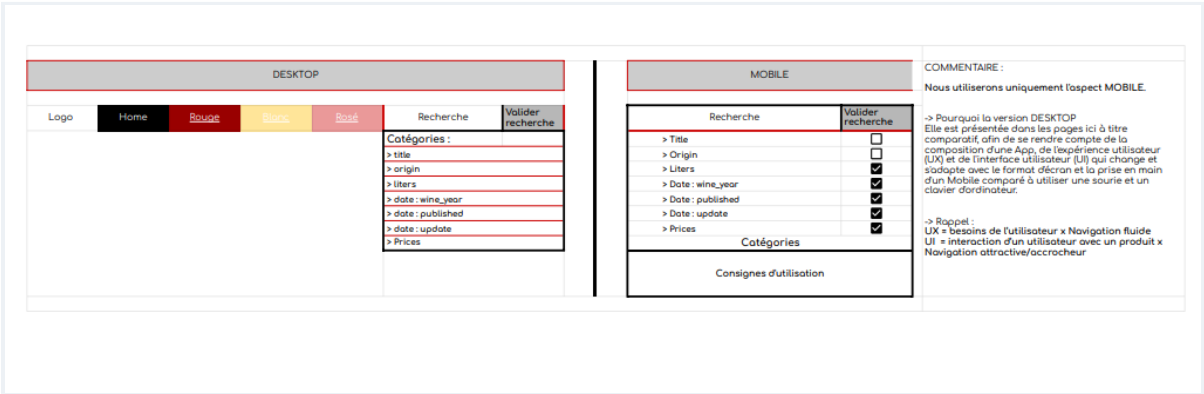 DESKTOP
Logo
Home
Rouge
Blanc
Rosé
Recherche
Valider
recherche
Catégories :
> title
> origin
> liters
> date : wine_year
> date : published
> date : update
> Prices
MOBILE
Recherche
Valider
recherche
> Title
> Origin
> Liters
> Date : wine_year
> Date : published
> Date : update
> Prices
Catégories
Consignes d'utilisation
COMMENTAIRE :
Nous utiliserons uniquement l'aspect MOBILE.
-> Pourquoi la version DESKTOP
Elle est présentée dans les pages ici à titre
comparatif, afin de se rendre compte de la
composition d'une App, de l'expérience utilisateur
(UX) et de l'interface utilisateur (UI) qui change et
s'adapte avec le format d'écran et la prise en main
d'un Mobile comparé à utiliser une sourie et un
clavier d'ordinateur.
-> Rappel :
UX = besoins de l'utilisateur x Navigation fluide
UI = interaction d'un utilisateur avec un produit x
Navigation attractive/accrocheur